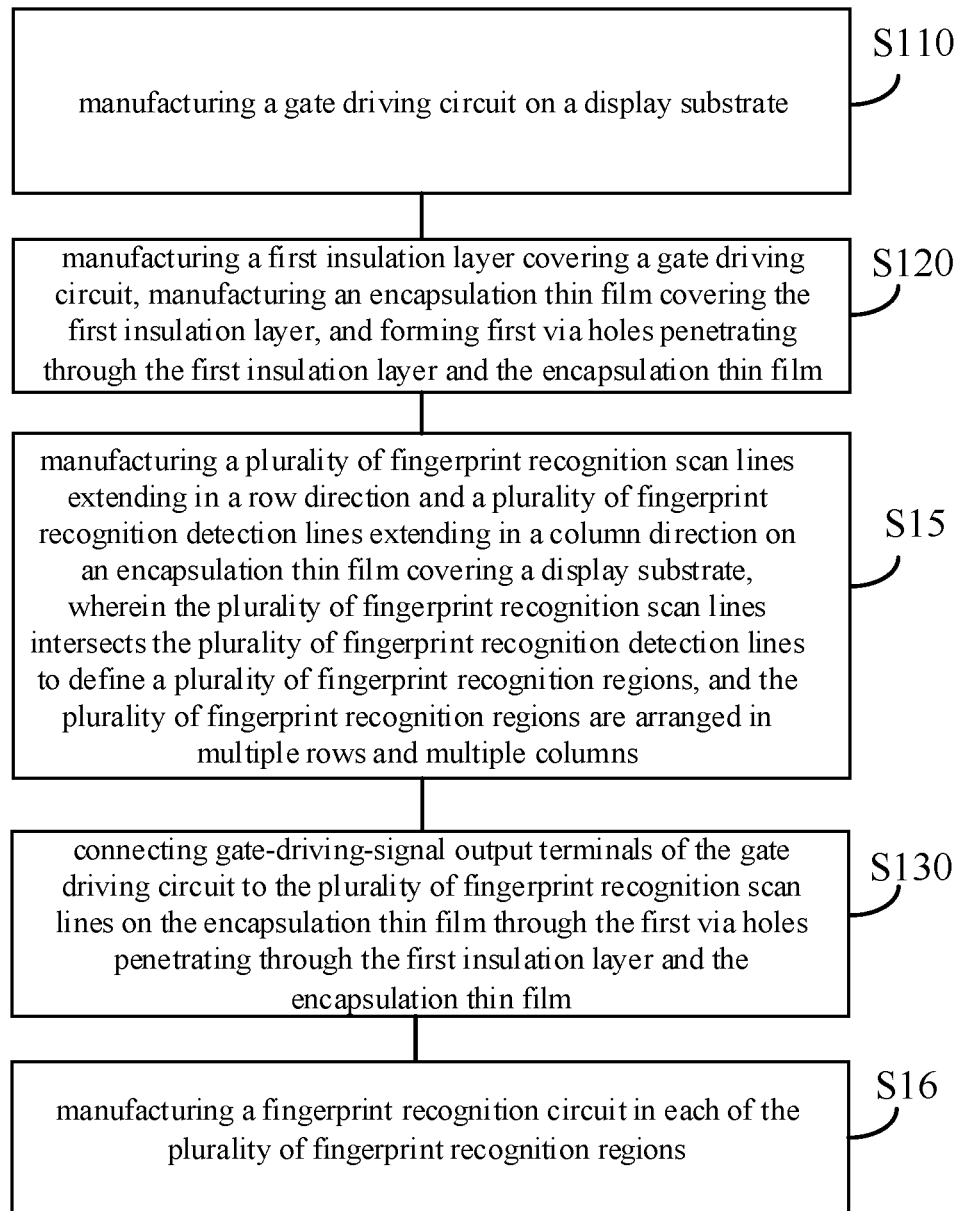 S110
manufacturing a gate driving circuit on a display substrate
S120
manufacturing a first insulation layer covering a gate driving
circuit, manufacturing an encapsulation thin film covering the
first insulation layer, and forming first via holes penetrating
through the first insulation layer and the encapsulation thin film
S15
manufacturing a plurality of fingerprint recognition scan lines
extending in a row direction and a plurality of fingerprint
recognition detection lines extending in a column direction on
an encapsulation thin film covering a display substrate,
wherein the plurality of fingerprint recognition scan lines
intersects the plurality of fingerprint recognition detection lines
to define a plurality of fingerprint recognition regions, and the
plurality of fingerprint recognition regions are arranged in
multiple rows and multiple columns
S130
connecting gate-driving-signal output terminals of the gate
driving circuit to the plurality of fingerprint recognition scan
lines on the encapsulation thin film through the first via holes
penetrating through the first insulation layer and the
encapsulation thin film
S16
manufacturing a fingerprint recognition circuit in each of the
plurality of fingerprint recognition regions